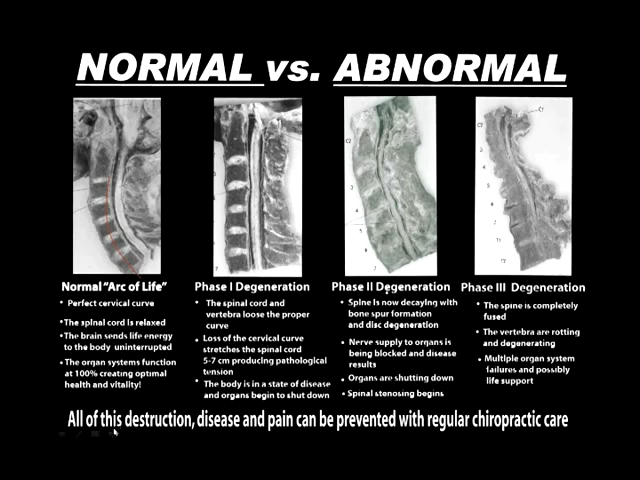 NORMAL vs. ABNORMAL
Normal "Arc of Life"
• Perfect cervical curve
• The spinal cord is relaxed
• The brain sends life energy
to the body uninterrupted
• The organ systems function
at 100% creating optimal
health and vitality!
Phase I Degeneration
• The spinal cord and
vertebra loose the proper
curve
• Loss of the cervical curve
stretches the spinal cord
5-7 cm producing pathological
tension
• The body is in a state of disease
and organs begin to shut down
Phase II Degeneration
• Spine is now decaying with
bone spur formation
and disc degeneration
• Nerve supply to organs is
being blocked and disease
results
• Organs are shutting down
• Spinal stenosing begins
Phase III Degeneration
• The spine is completely
fused
• The vertebra are rotting
and degenerating
• Multiple organ system
failures and possibly
life support
All of this destruction, disease and pain can be prevented with regular chiropractic care